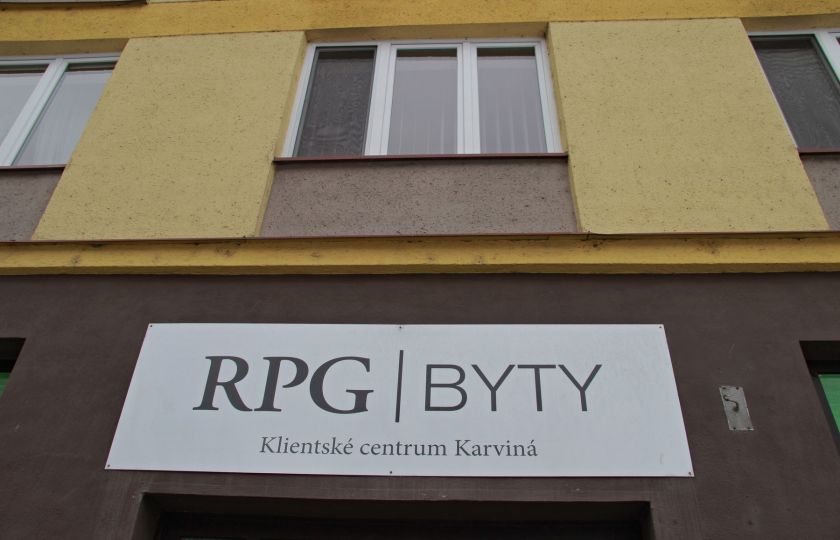 RPG | BYTY
Klientské centrum Karviná